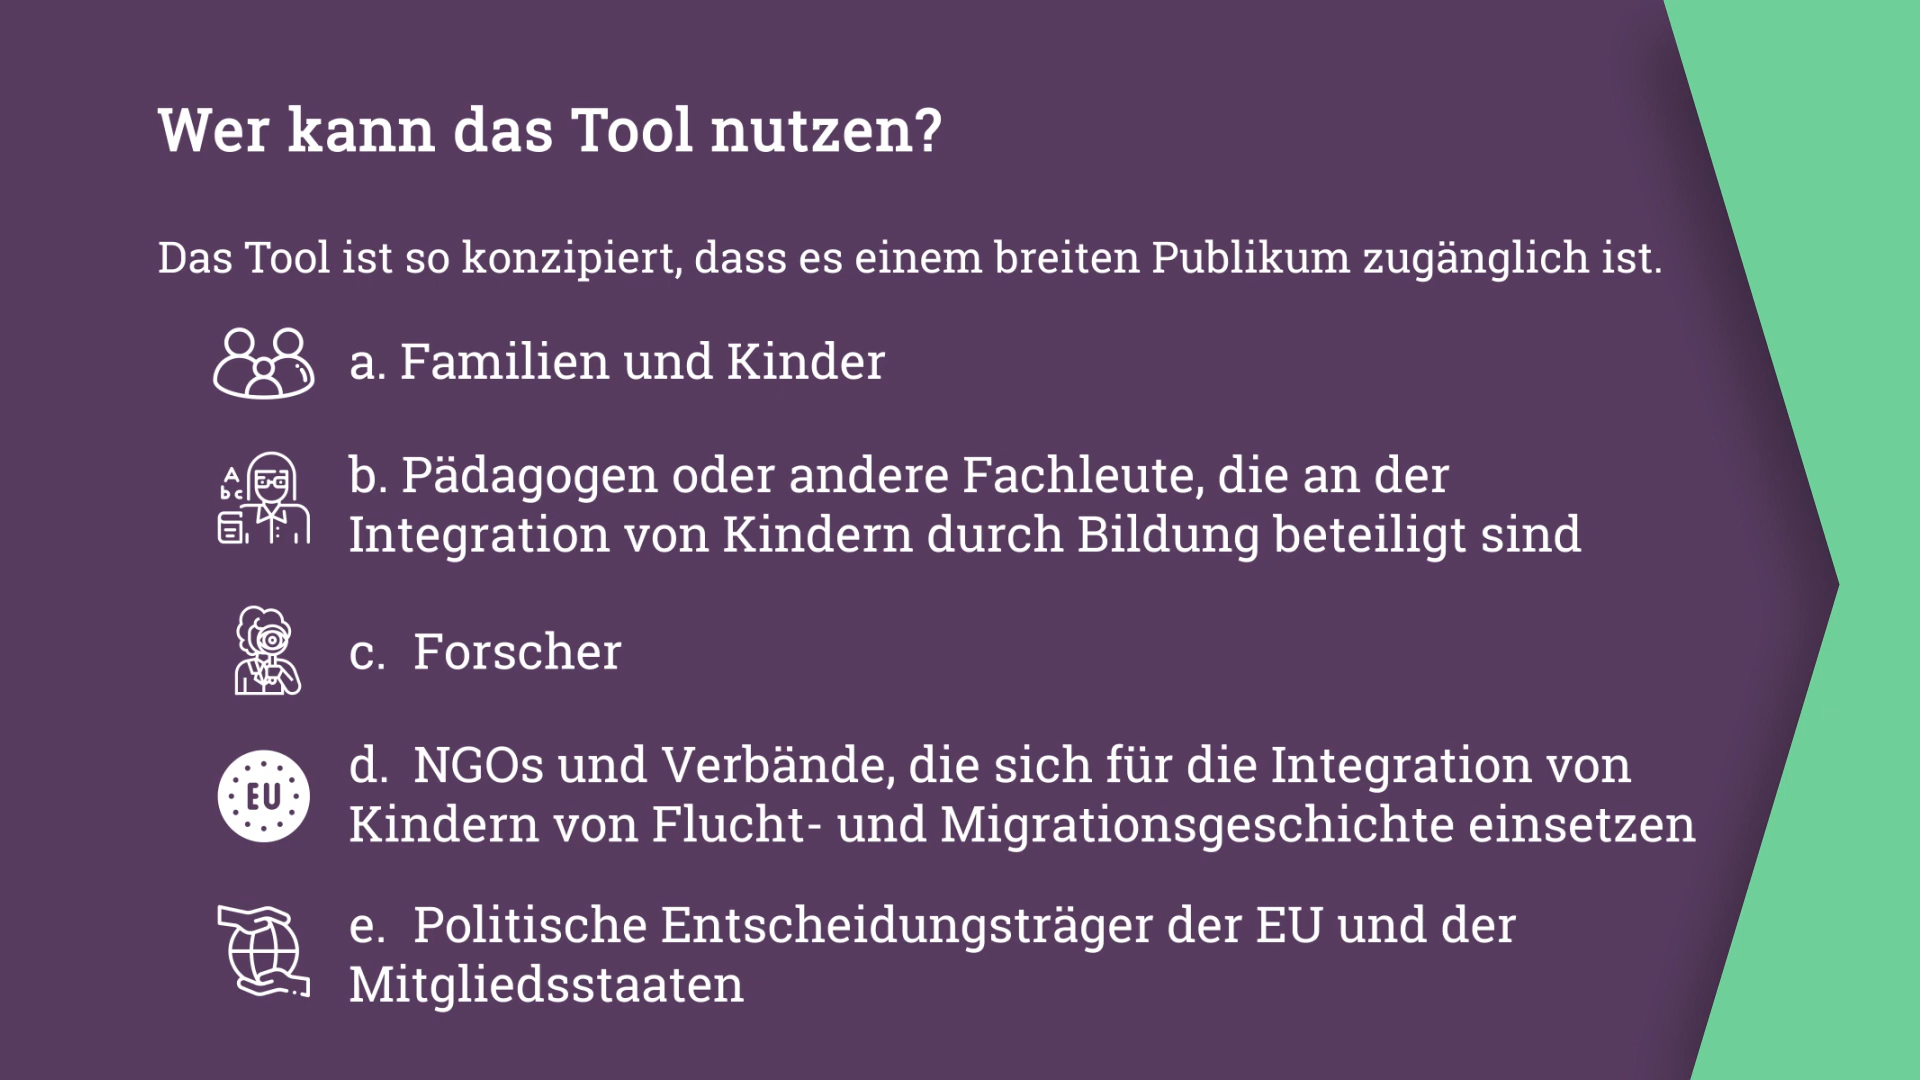 Wer kann das Tool nutzen?
Das Tool ist so konzipiert, dass es einem breiten Publikum zugänglich ist.
a. Familien und Kinder
A
bc
b. Pädagogen oder andere Fachleute, die an der
Integration von Kindern durch Bildung beteiligt sind
c. Forscher
EU
d. NGOs und Verbände, die sich für die Integration von
Kindern von Flucht- und Migrationsgeschichte einsetzen
e. Politische Entscheidungsträger der EU und der
Mitgliedsstaaten